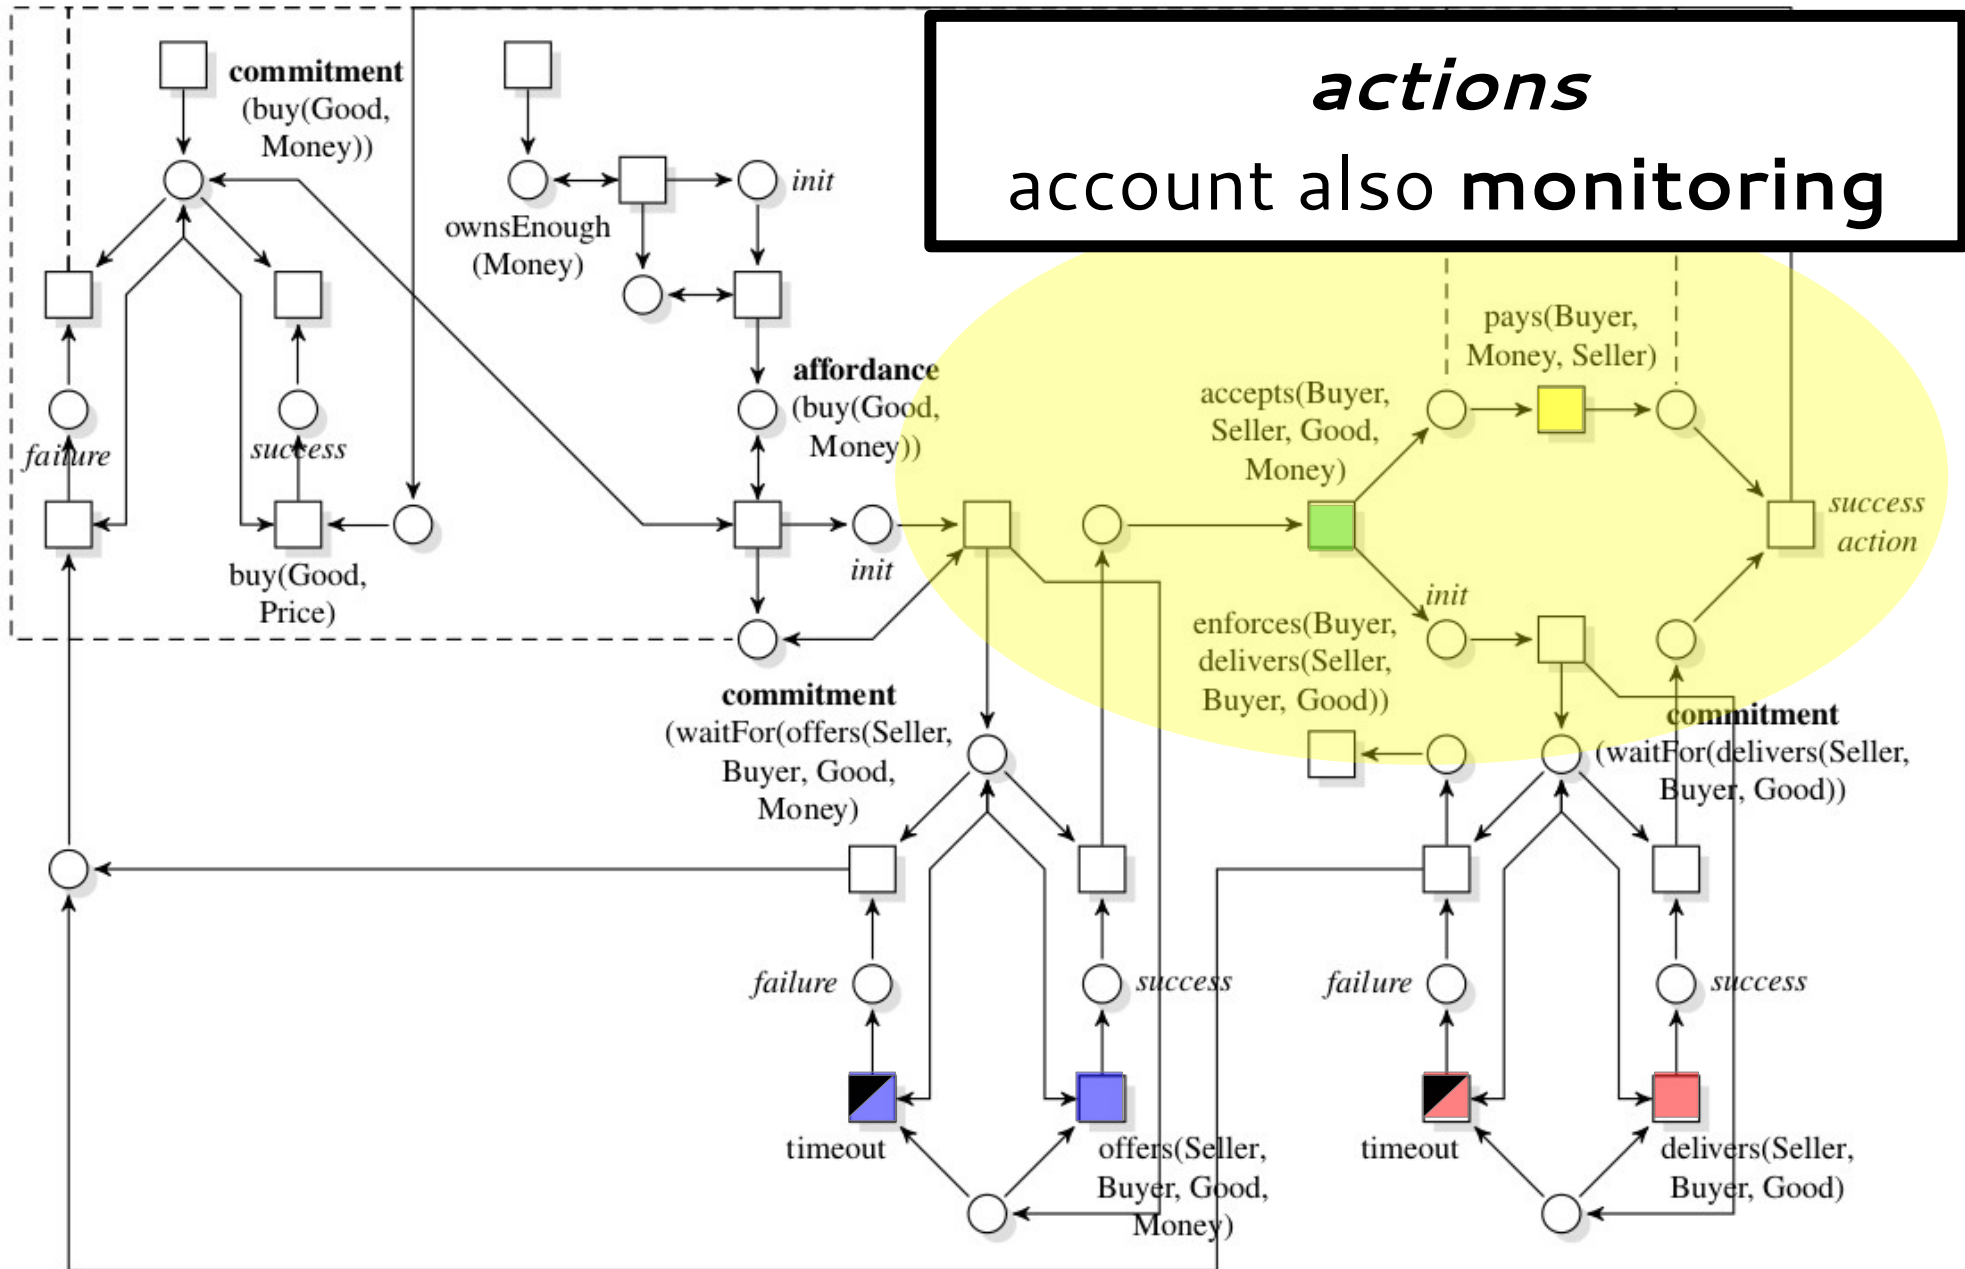 actions
account also monitoring
commitment
(buy(Good,
Money))
init
ownsEnough
(Money)
affordance
(buy(Good,
Money))
pays(Buyer,
Money, Seller)
accepts(Buyer,
Seller, Good,
Money)
failure
success
buy(Good,
Price)
init
success
action
init
enforces(Buyer,
delivers(Seller,
Buyer, Good))
commitment
(waitFor(offers(Seller,
Buyer, Good,
Money)
commitment
(waitFor(delivers(Seller,
Buyer, Good))
failure
success
failure
success
timeout
offers(Seller,
Buyer, Good,
Money)
timeout
delivers(Seller,
Buyer, Good)